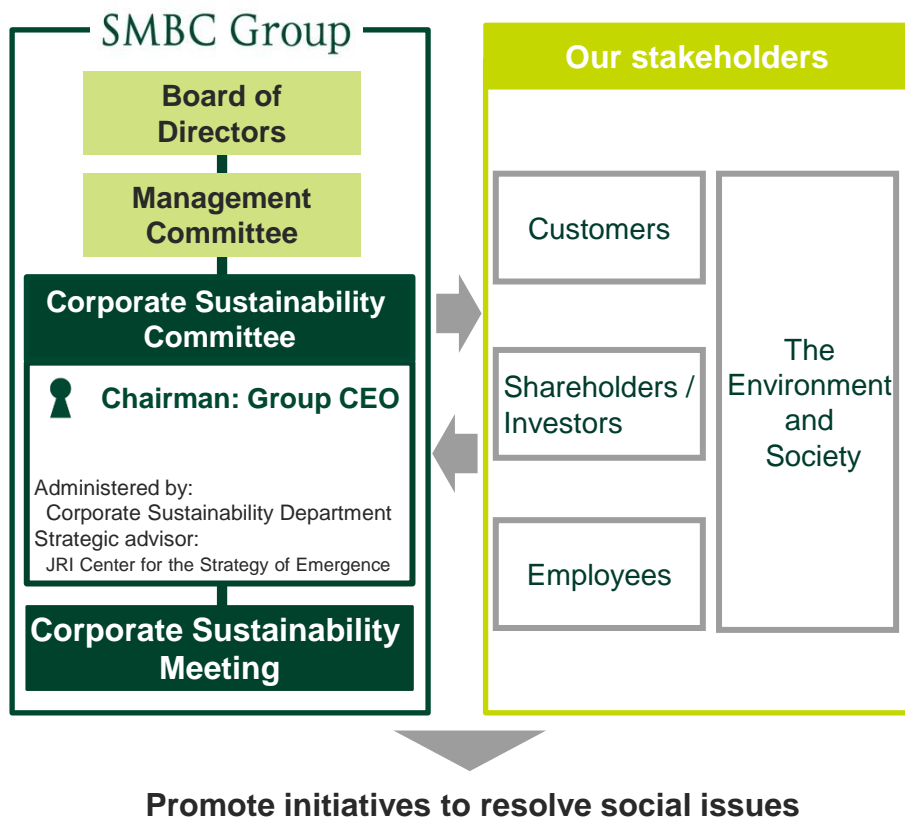 SMBC Group
Board of
Directors
Management
Committee
Corporate Sustainability
Committee
Chairman: Group CEO
Administered by:
Corporate Sustainability Department
Strategic advisor:
JRI Center for the Strategy of Emergence
Corporate Sustainability
Meeting
Our stakeholders
Customers
Shareholders /
Investors
Employees
The
Environment
and
Society
Promote initiatives to resolve social issues